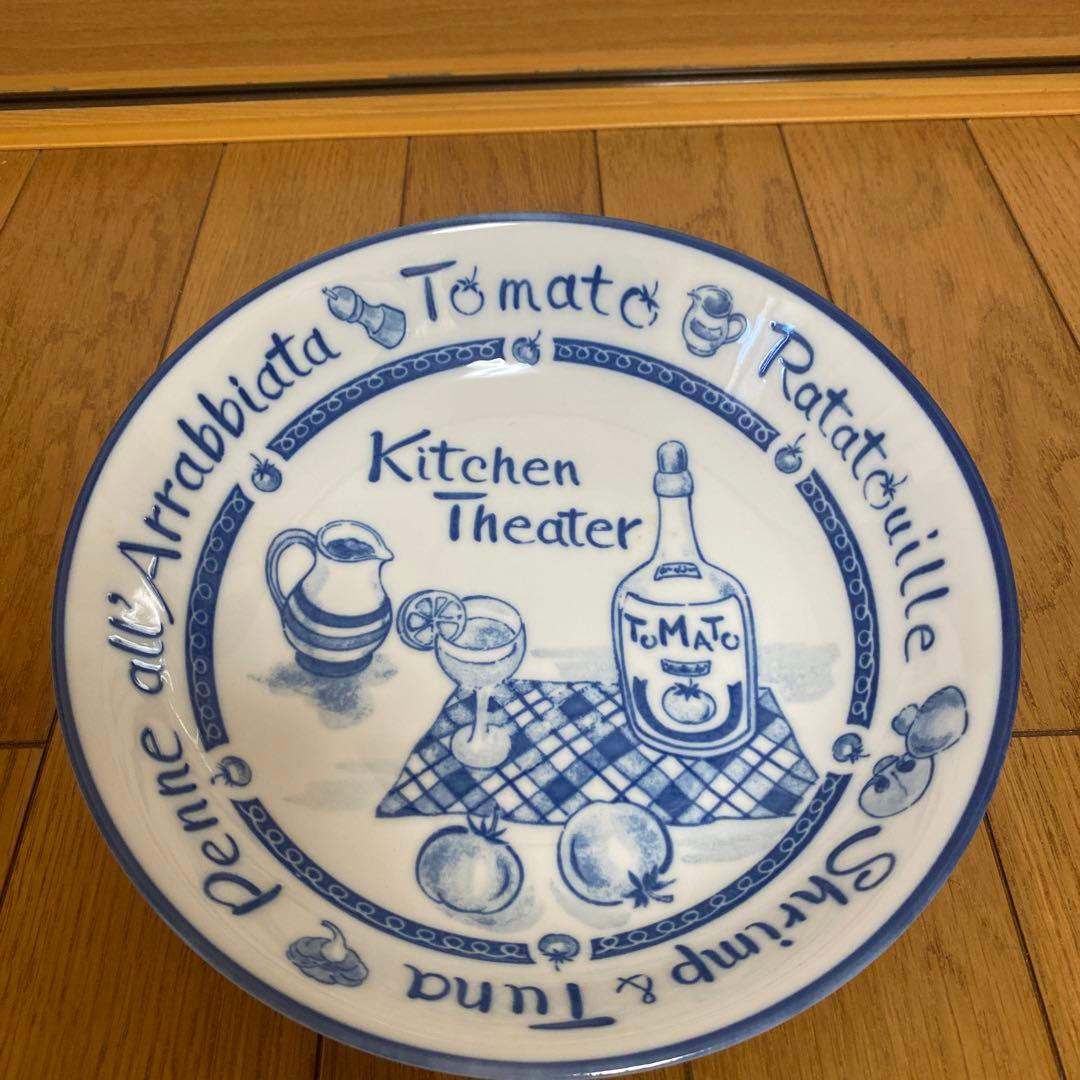 Tomato
Ratatouille
Shrimp & Tuna
Penne all'Arrabbiata
Kitchen
Theater
TOMATO